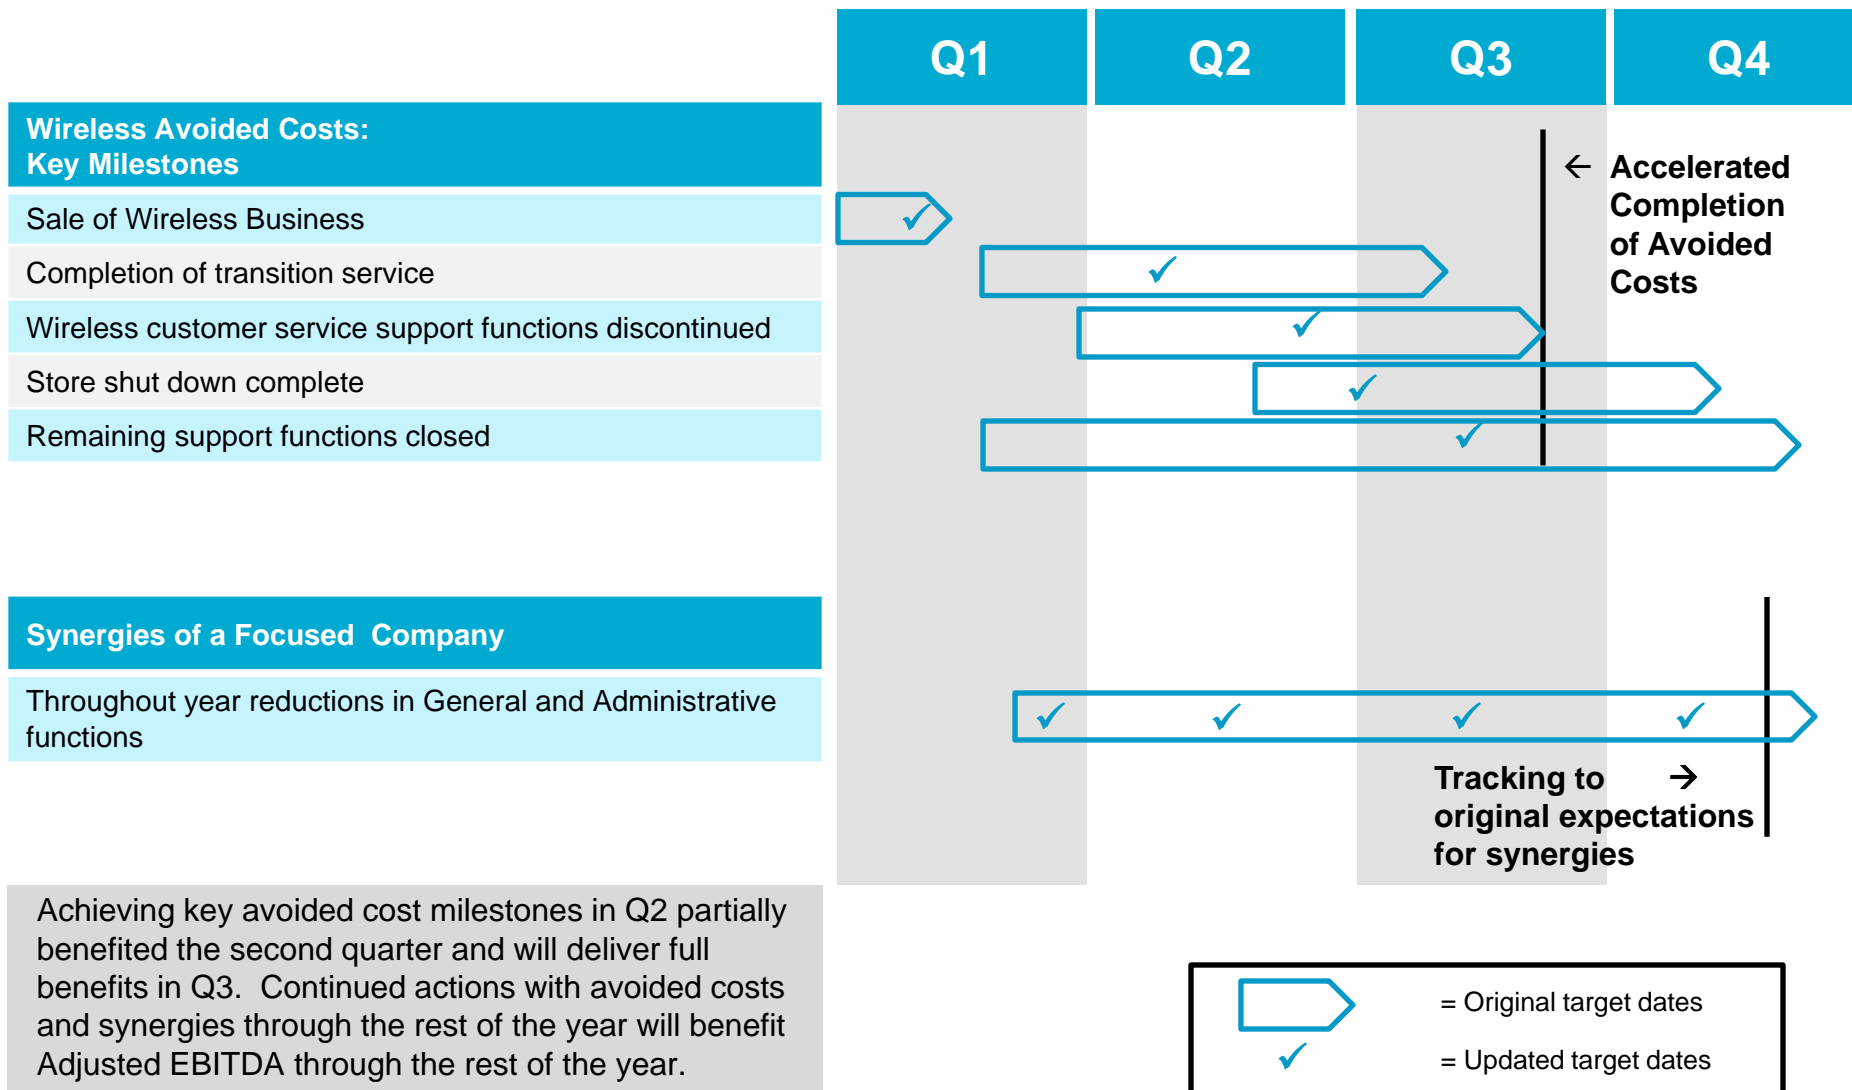 Q1 Q2 Q3 Q4
Wireless Avoided Costs:
Key Milestones
← Accelerated
Completion
of Avoided
Costs
Sale of Wireless Business
✓
Completion of transition service
✓
Wireless customer service support functions discontinued
✓
Store shut down complete
✓
Remaining support functions closed
✓
Synergies of a Focused  Company
Throughout year reductions in General and Administrative
functions
✓ ✓ ✓ ✓
Tracking to →
original expectations
for synergies
Achieving key avoided cost milestones in Q2 partially
benefited the second quarter and will deliver full
benefits in Q3.  Continued actions with avoided costs
and synergies through the rest of the year will benefit
Adjusted EBITDA through the rest of the year.
= Original target dates
✓ = Updated target dates